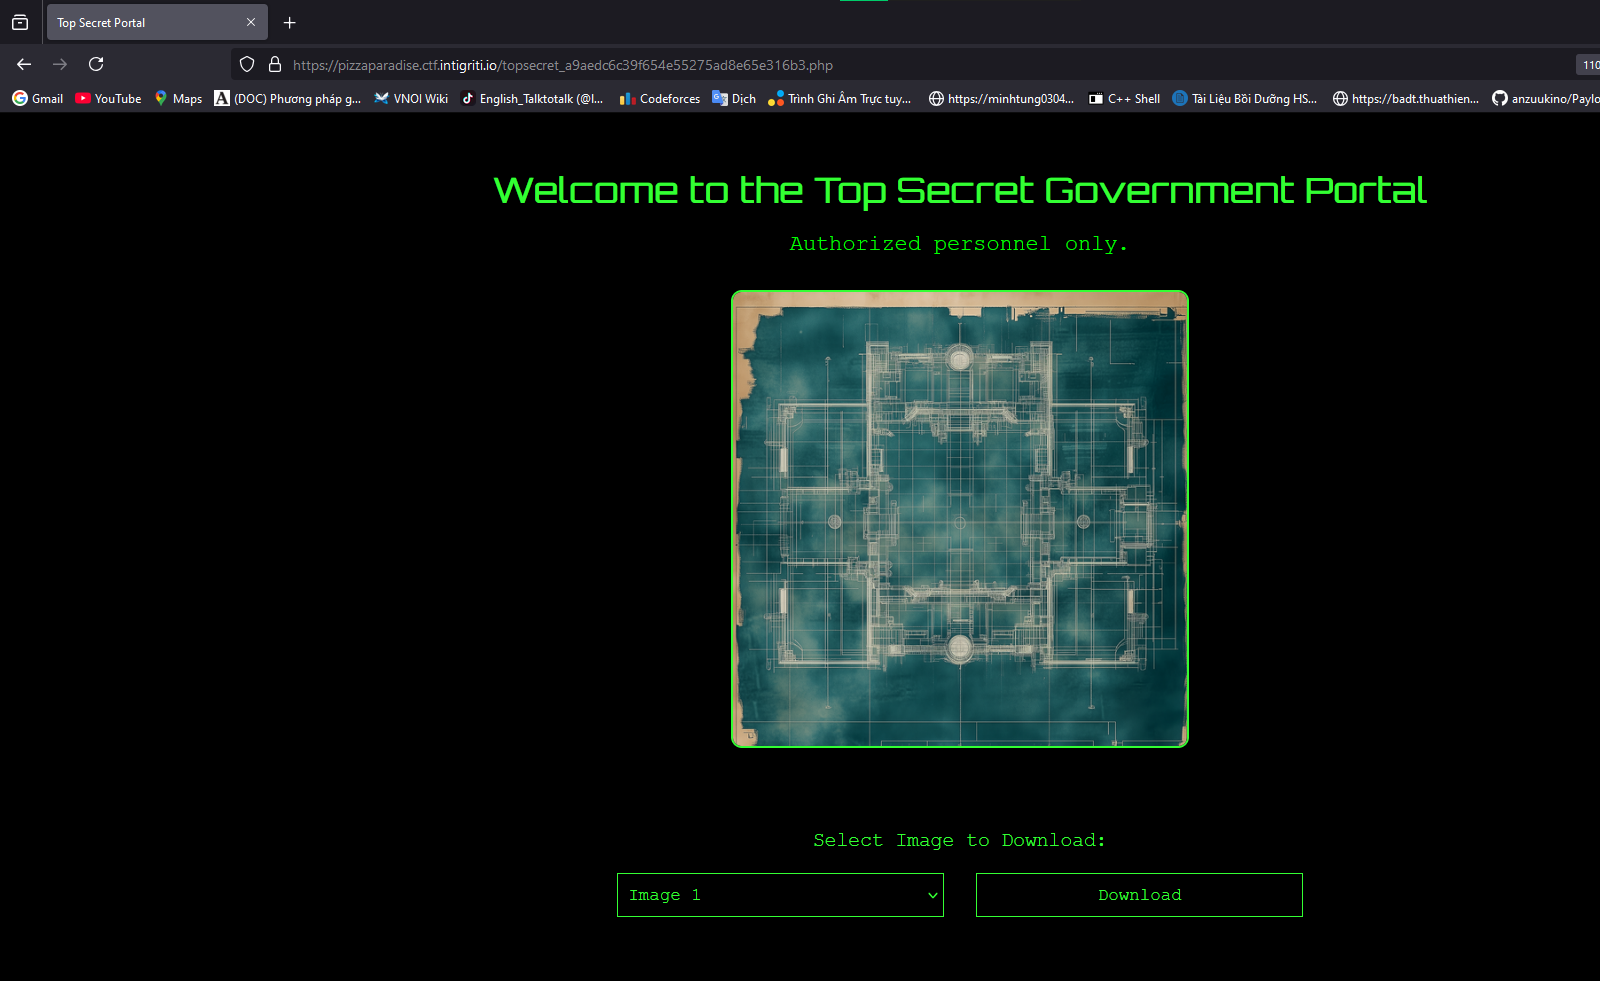 Top Secret Portal
https://pizzaparadise.ctf.intigriti.io/topsecret_a9aedc6c39f654e55275ad8e65e316b3.php
110
Gmail YouTube Maps (DOC) Phương pháp g... VNOI Wiki English_Talktotalk (@l... Codeforces Dịch Trình Ghi Âm Trực tuy... https://minhtung0304... C++ Shell Tài Liệu Bồi Dưỡng HS... https://badt.thuathien... anzuukino/Paylo
Welcome to the Top Secret Government Portal
Authorized personnel only.
Select Image to Download:
Image 1 Download